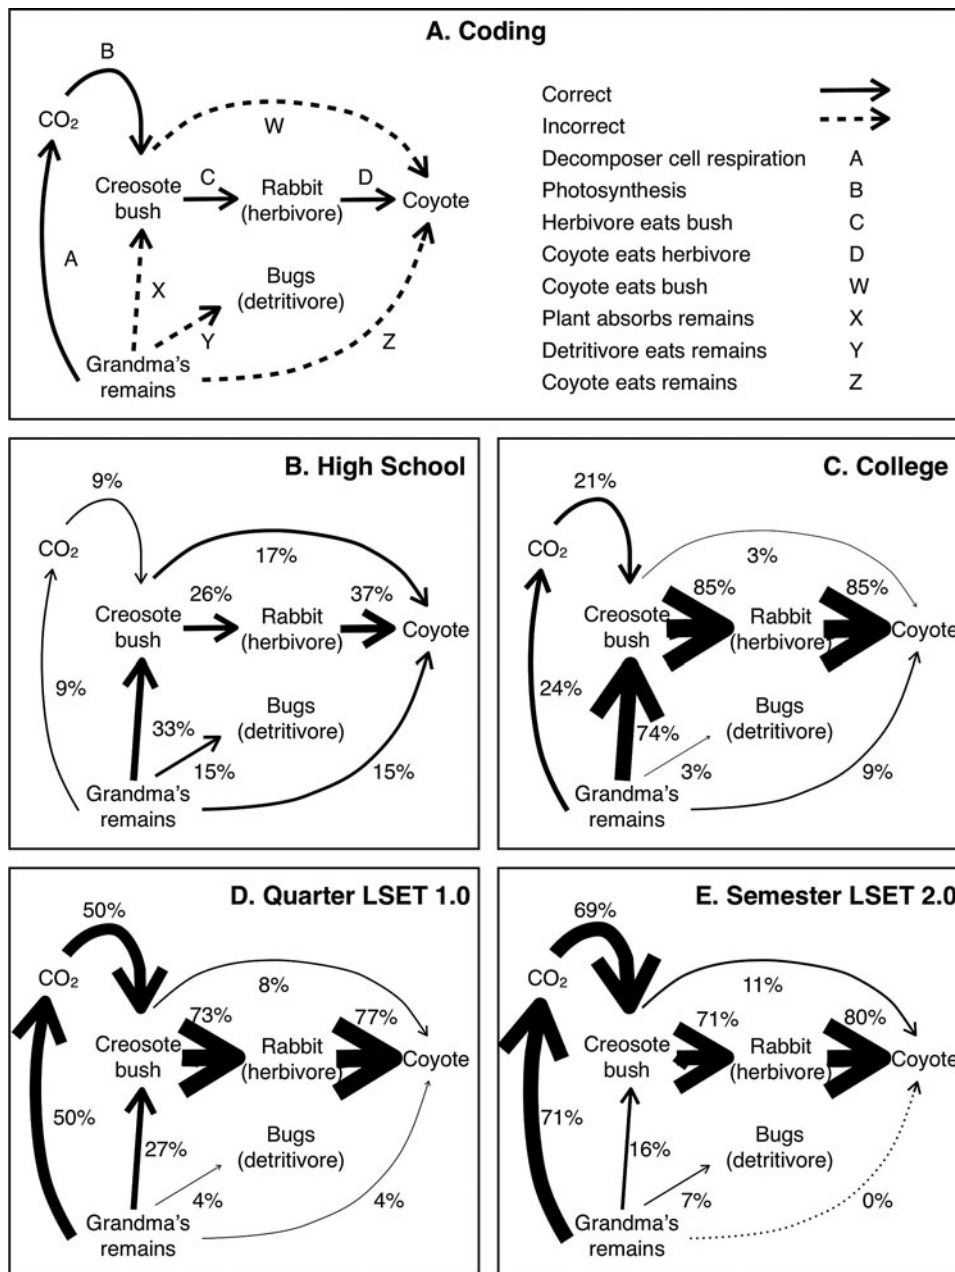 A. Coding
B
CO₂
W
Creosote
bush
C
Rabbit
(herbivore)
D
Coyote
A
X
Bugs
(detritivore)
Y
Z
Grandma's
remains
Correct
Incorrect
Decomposer cell respiration A
Photosynthesis B
Herbivore eats bush C
Coyote eats herbivore D
Coyote eats bush W
Plant absorbs remains X
Detritivore eats remains Y
Coyote eats remains Z
B. High School
9%
CO₂
17%
Creosote
bush
26%
Rabbit
(herbivore)
37%
Coyote
9%
33%
Bugs
(detritivore)
15%
15%
Grandma's
remains
C. College
21%
CO₂
3%
Creosote
bush
85%
Rabbit
(herbivore)
85%
Coyote
24%
74%
Bugs
(detritivore)
3%
9%
Grandma's
remains
D. Quarter LSET 1.0
50%
CO₂
8%
Creosote
bush
73%
Rabbit
(herbivore)
77%
Coyote
50%
27%
Bugs
(detritivore)
4%
4%
Grandma's
remains
E. Semester LSET 2.0
69%
CO₂
11%
Creosote
bush
71%
Rabbit
(herbivore)
80%
Coyote
71%
16%
Bugs
(detritivore)
7%
0%
Grandma's
remains